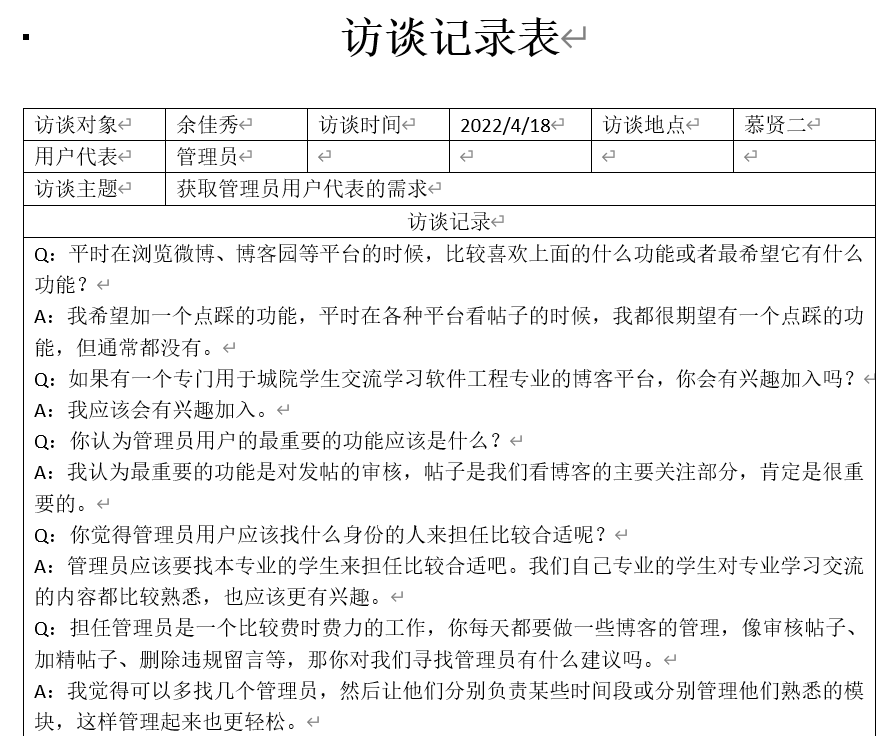 访谈记录表
访谈对象 余佳秀 访谈时间 2022/4/18 访谈地点 慕贤二
用户代表 管理员
访谈主题 获取管理员用户代表的需求
访谈记录
Q：平时在浏览微博、博客园等平台的时候，比较喜欢上面的什么功能或者最希望它有什么
功能？
A：我希望加一个点踩的功能，平时在各种平台看帖子的时候，我都很期望有一个点踩的功
能，但通常都没有。
Q：如果有一个专门用于城院学生交流学习软件工程专业的博客平台，你会有兴趣加入吗？
A：我应该会有兴趣加入。
Q：你认为管理员用户的最重要的功能应该是什么？
A：我认为最重要的功能是对发帖的审核，帖子是我们看博客的主要关注部分，肯定是很重
要的。
Q：你觉得管理员用户应该找什么身份的人来担任比较合适呢？
A：管理员应该要找本专业的学生来担任比较合适吧。我们自己专业的学生对专业学习交流
的内容都比较熟悉，也应该更有兴趣。
Q：担任管理员是一个比较费时费力的工作，你每天都要做一些博客的管理，像审核帖子、
加精帖子、删除违规留言等，那你对我们寻找管理员有什么建议吗。
A：我觉得可以多找几个管理员，然后让他们分别负责某些时间段或分别管理他们熟悉的模
块，这样管理起来也更轻松。